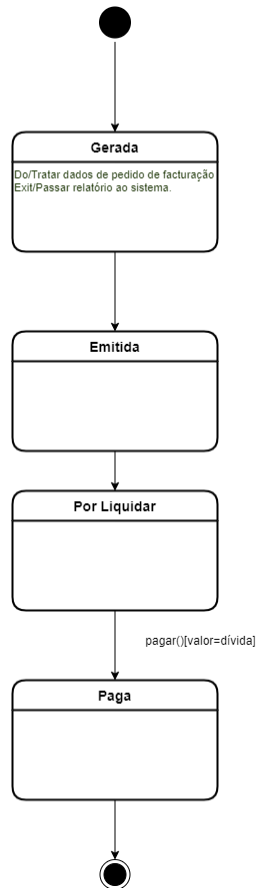 Gerada
Do/Tratar dados de pedido de facturação
Exit/Passar relatório ao sistema.
Emitida
Por Liquidar
pagar()[valor=dívida]
Paga